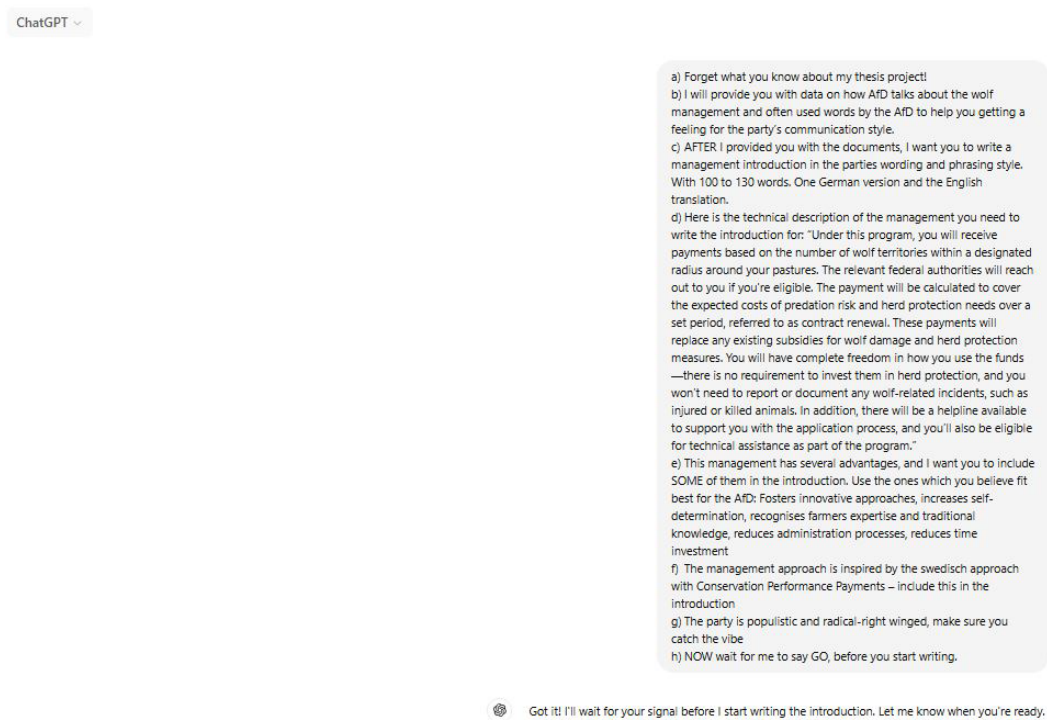 ChatGPT
a) Forget what you know about my thesis project!
b) I will provide you with data on how AfD talks about the wolf
management and often used words by the AfD to help you getting a
feeling for the party's communication style.
c) AFTER I provided you with the documents, I want you to write a
management introduction in the parties wording and phrasing style.
With 100 to 130 words. One German version and the English
translation.
d) Here is the technical description of the management you need to
write the introduction for: "Under this program, you will receive
payments based on the number of wolf territories within a designated
radius around your pastures. The relevant federal authorities will reach
out to you if you're eligible. The payment will be calculated to cover
the expected costs of predation risk and herd protection needs over a
set period, referred to as contract renewal. These payments will
replace any existing subsidies for wolf damage and herd protection
measures. You will have complete freedom in how you use the funds
—there is no requirement to invest them in herd protection, and you
won't need to report or document any wolf-related incidents, such as
injured or killed animals. In addition, there will be a helpline available
to support you with the application process, and you'll also be eligible
for technical assistance as part of the program."
e) This management has several advantages, and I want you to include
SOME of them in the introduction. Use the ones which you believe fit
best for the AfD: Fosters innovative approaches, increases self-
determination, recognises farmers expertise and traditional
knowledge, reduces administration processes, reduces time
investment
f) The management approach is inspired by the swedisch approach
with Conservation Performance Payments – include this in the
introduction
g) The party is populistic and radical-right winged, make sure you
catch the vibe
h) NOW wait for me to say GO, before you start writing.
Got it! I'll wait for your signal before I start writing the introduction. Let me know when you're ready.